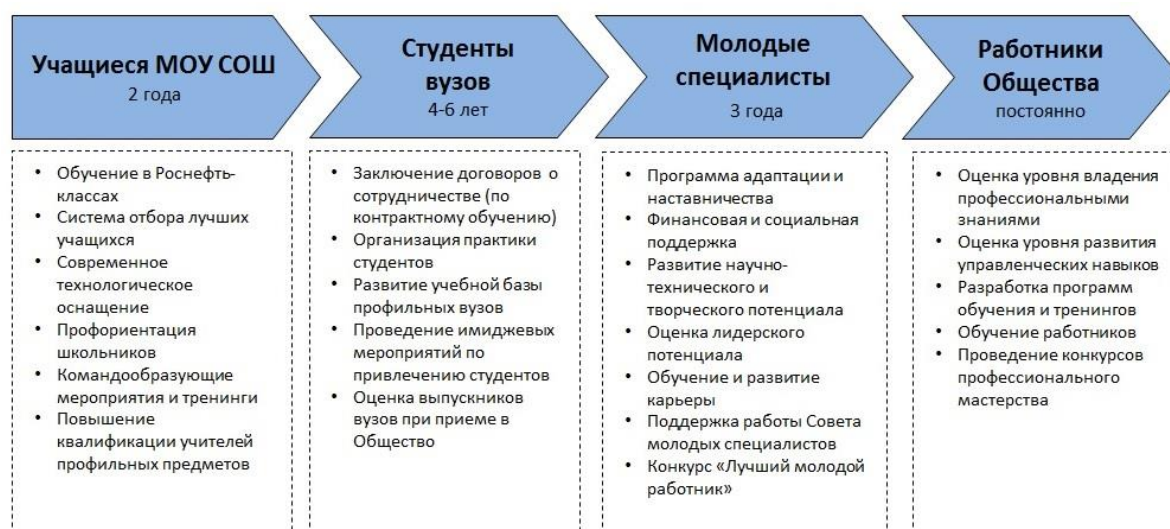 Учащиеся МОУ СОШ
2 года
• Обучение в Роснефть-
классах
• Система отбора лучших
учащихся
• Современное
технологическое
оснащение
• Профориентация
школьников
• Командообразующие
мероприятия и тренинги
• Повышение
квалификации учителей
профильных предметов
Студенты
вузов
4-6 лет
• Заключение договоров о
сотрудничестве (по
контрактному обучению)
• Организация практики
студентов
• Развитие учебной базы
профильных вузов
• Проведение имиджевых
мероприятий по
привлечению студентов
• Оценка выпускников
вузов при приеме в
Общество
Молодые
специалисты
3 года
• Программа адаптации и
наставничества
• Финансовая и социальная
поддержка
• Развитие научно-
технического и
творческого потенциала
• Оценка лидерского
потенциала
• Обучение и развитие
карьеры
• Поддержка работы Совета
молодых специалистов
• Конкурс «Лучший молодой
работник»
Работники
Общества
постоянно
• Оценка уровня владения
профессиональными
знаниями
• Оценка уровня развития
управленческих навыков
• Разработка программ
обучения и тренингов
• Обучение работников
• Проведение конкурсов
профессионального
мастерства